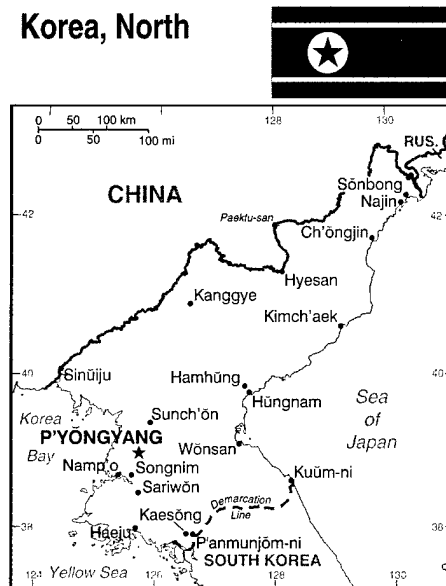 Korea, North
0 50 100 km
0 50 100 mi
128
130
RUS.
CHINA
Sŏnbong
Najin
42
42
Paektu-san
Ch'ŏngjin
Hyesan
Kanggye
Kimch'aek
40
40
Sinŭiju
Hamhŭng
Hŭngnam
Sea
of
Japan
Korea
Bay
Sunch'ŏn
P'YŎNGYANG
Wŏnsan
Namp'o
Songnim
Kuŭm-ni
Sariwŏn
Demarcation
Line
Kaesŏng
38
38
Haeju
P'anmunjŏm-ni
SOUTH KOREA
124
126
128
130
Yellow Sea